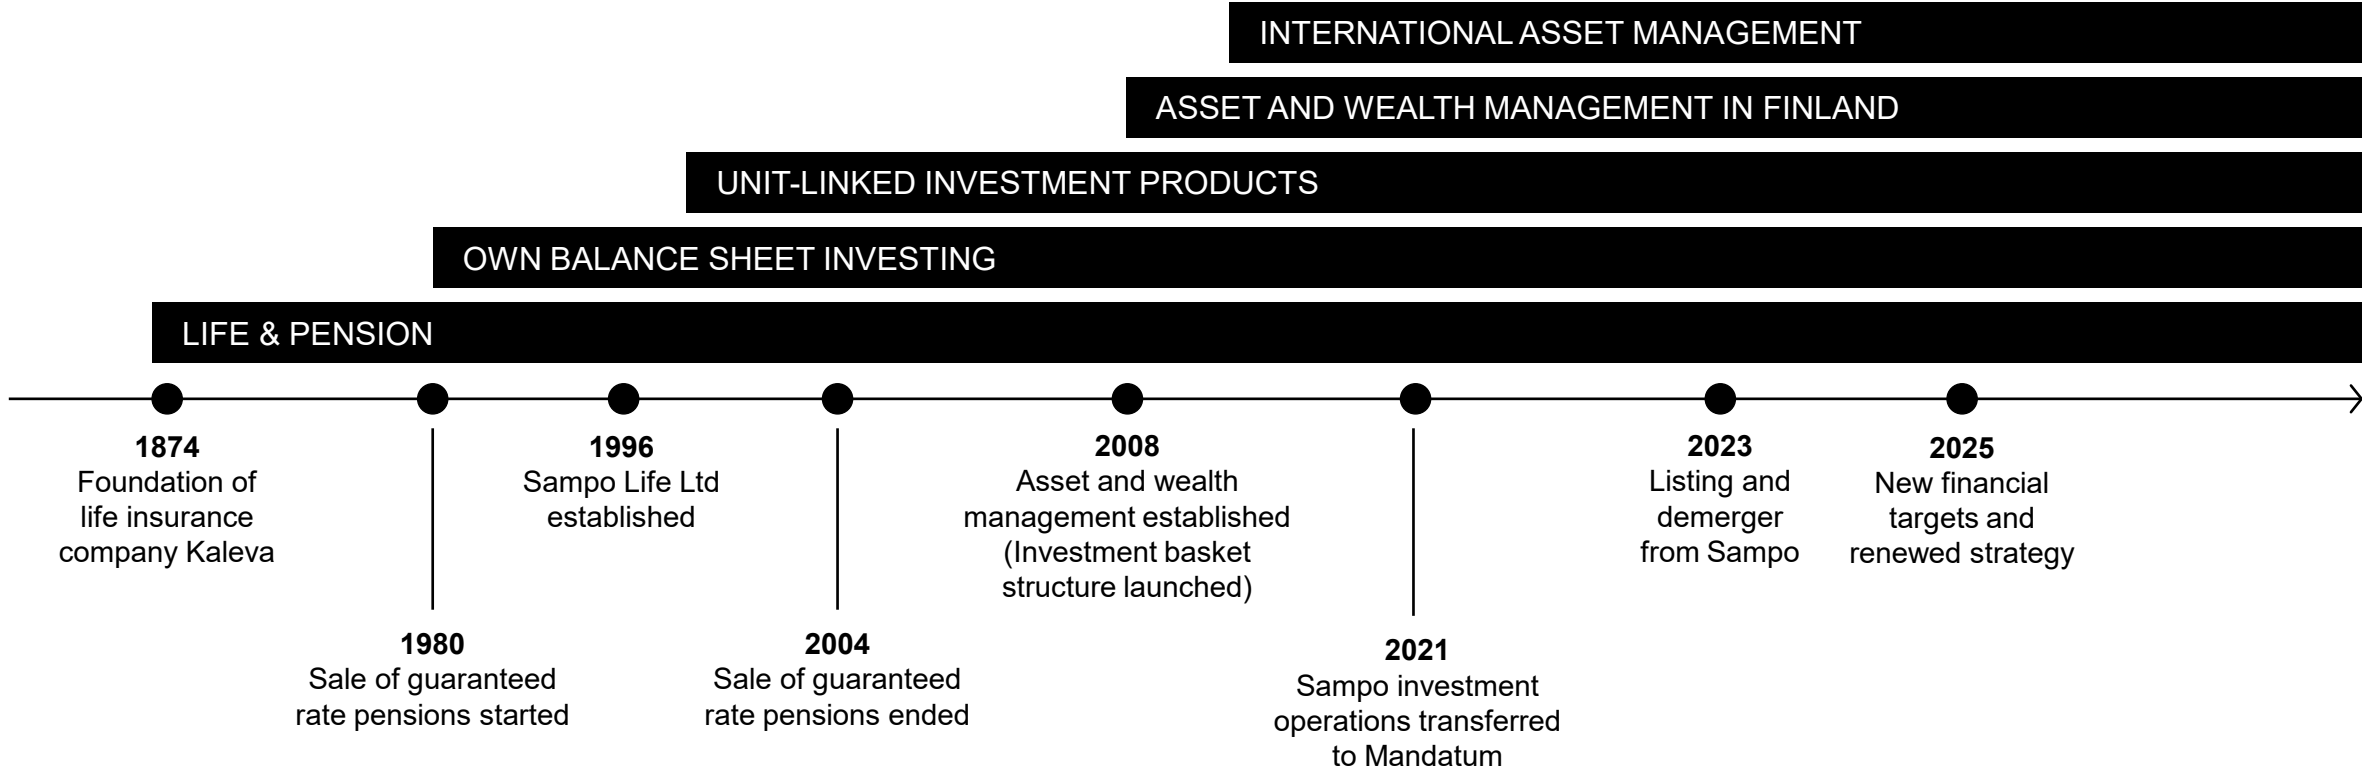 INTERNATIONAL ASSET MANAGEMENT
ASSET AND WEALTH MANAGEMENT IN FINLAND
UNIT-LINKED INVESTMENT PRODUCTS
OWN BALANCE SHEET INVESTING
LIFE & PENSION
1874
Foundation of
life insurance
company Kaleva
1980
Sale of guaranteed
rate pensions started
1996
Sampo Life Ltd
established
2004
Sale of guaranteed
rate pensions ended
2008
Asset and wealth
management established
(Investment basket
structure launched)
2021
Sampo investment
operations transferred
to Mandatum
2023
Listing and
demerger
from Sampo
2025
New financial
targets and
renewed strategy